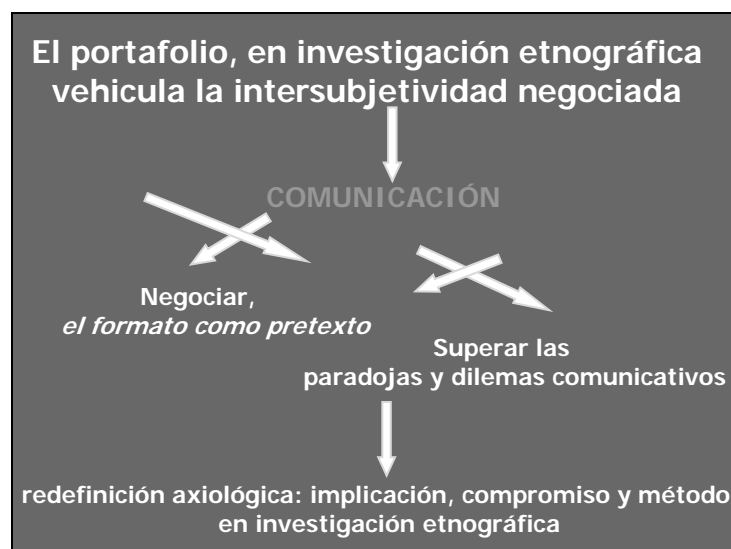 El portafolio, en investigación etnográfica
vehicula la intersubjetividad negociada
COMUNICACIÓN
Negociar,
el formato como pretexto
Superar las
paradojas y dilemas comunicativos
redefinición axiológica: implicación, compromiso y método
en investigación etnográfica